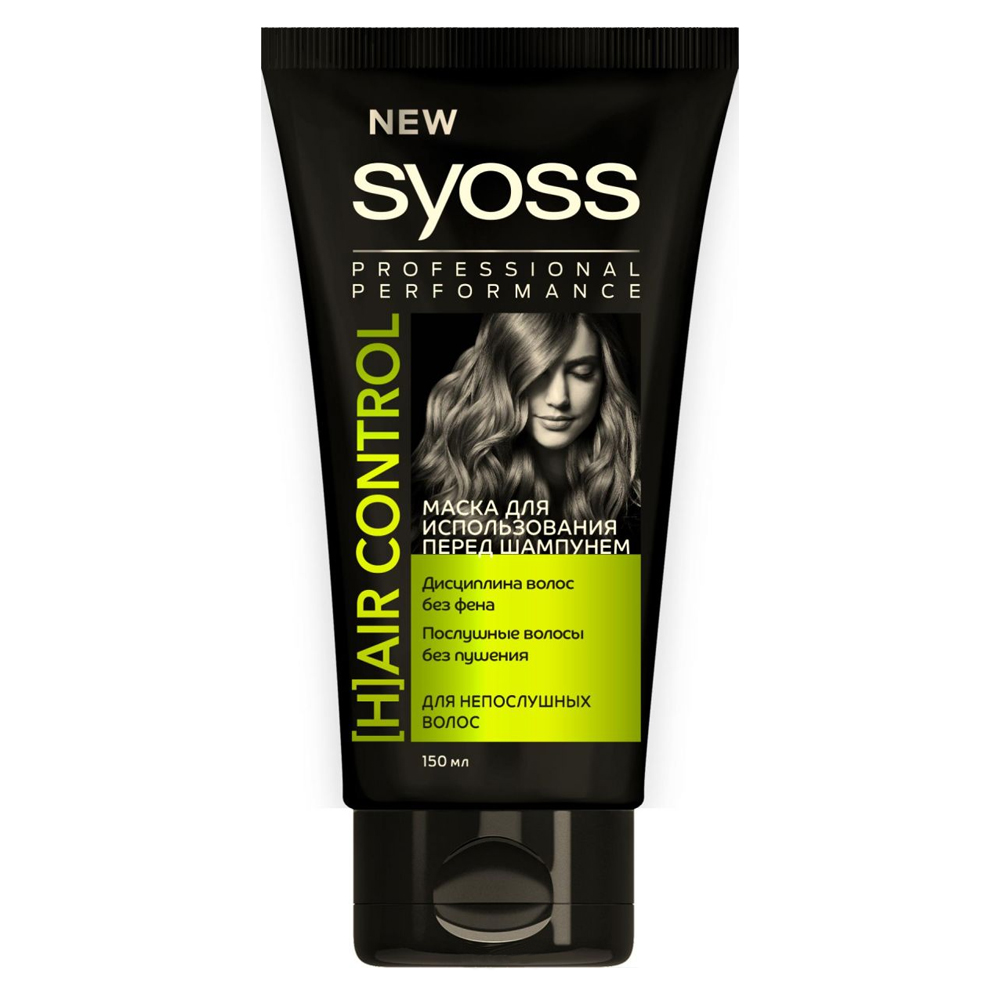 NEW
syoss
PROFESSIONAL
PERFORMANCE
[H]AIR CONTROL
МАСКА ДЛЯ
ИСПОЛЬЗОВАНИЯ
ПЕРЕД ШАМПУНЕМ
Дисциплина волос
без фена
Послушные волосы
без пушения
ДЛЯ НЕПОСЛУШНЫХ
ВОЛОС
150 мл